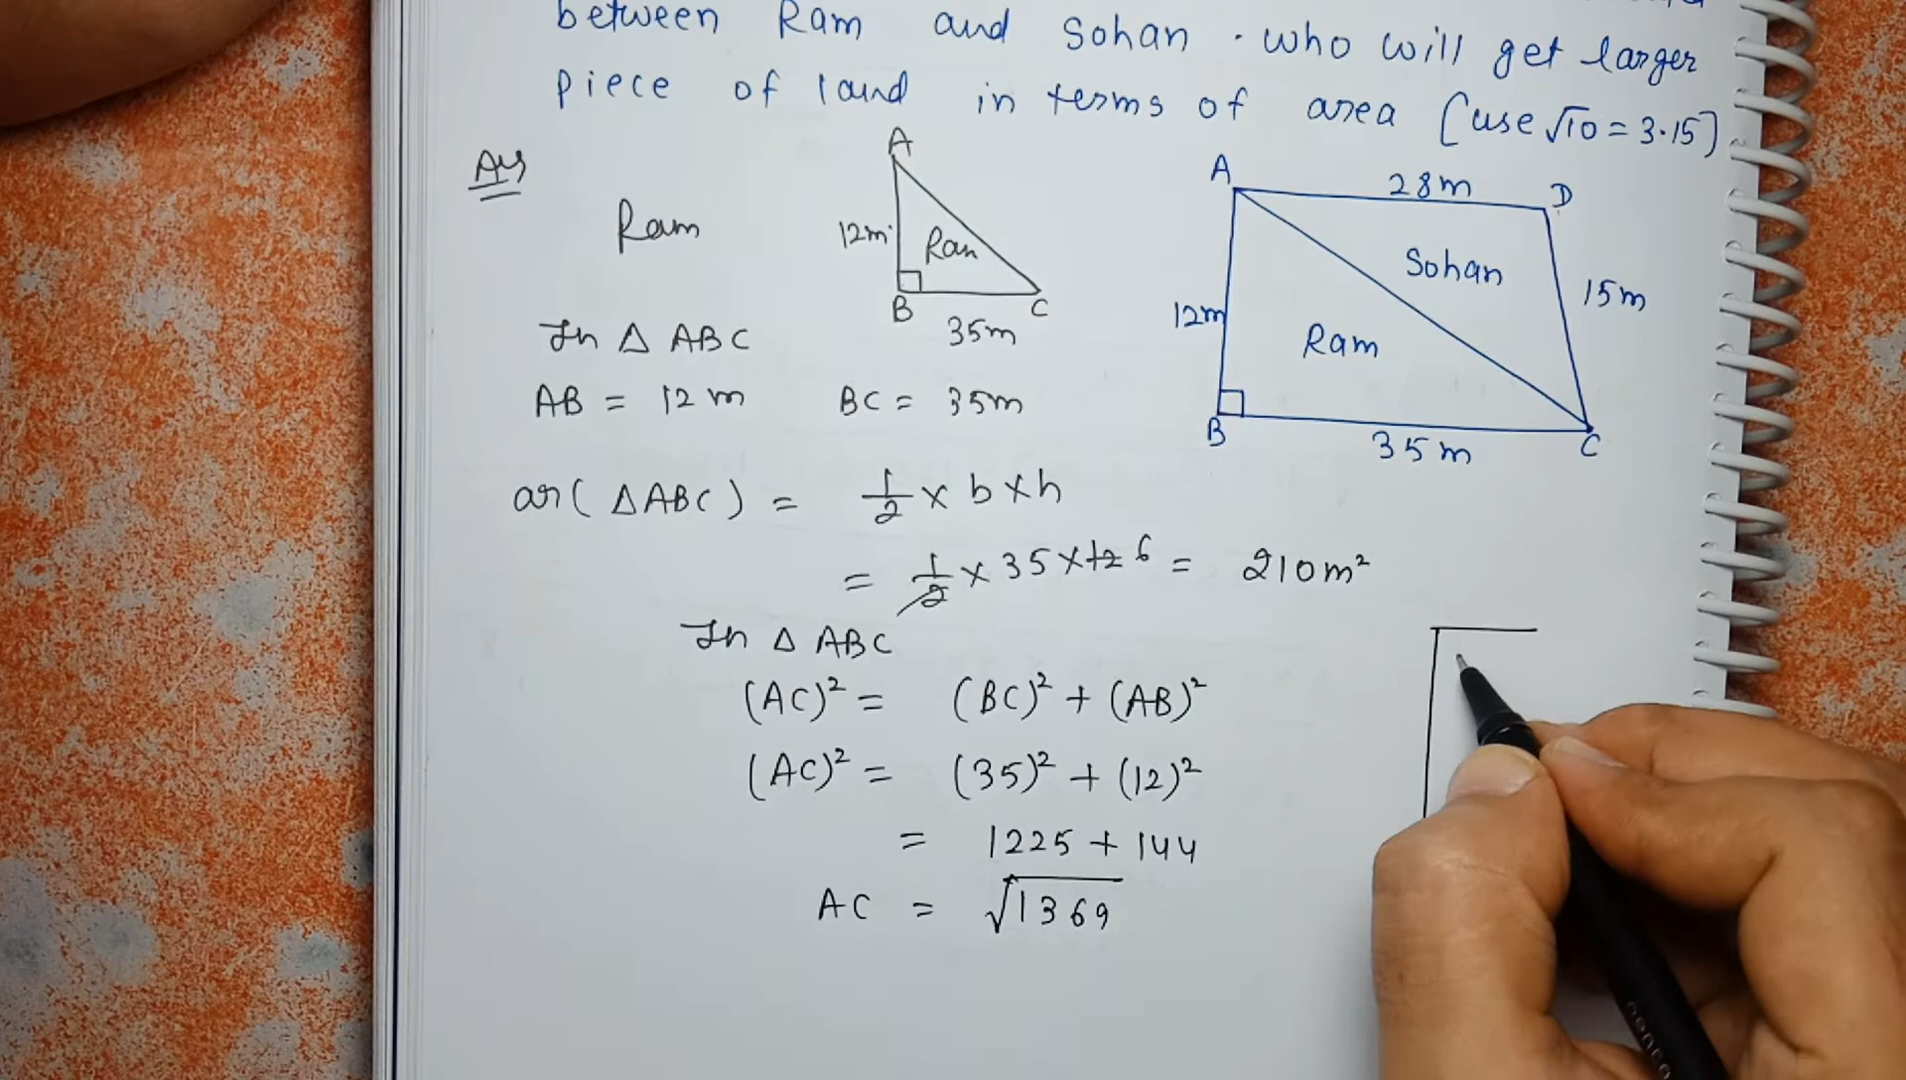 between Ram and Sohan . who will get larger
piece of land in terms of area [use √10 = 3.15]
Ans
Ram
A
12m
Ram
B
C
35m
A
28m
D
Sohan
15m
12m
Ram
B
35m
C
In Δ ABC
AB = 12 m BC = 35m
ar( ΔABC) = 1/2 × b × h
= 1/2 × 35 × 12 6 = 210m²
In Δ ABC
(AC)² = (BC)² + (AB)²
(AC)² = (35)² + (12)²
= 1225 + 144
AC = √1369